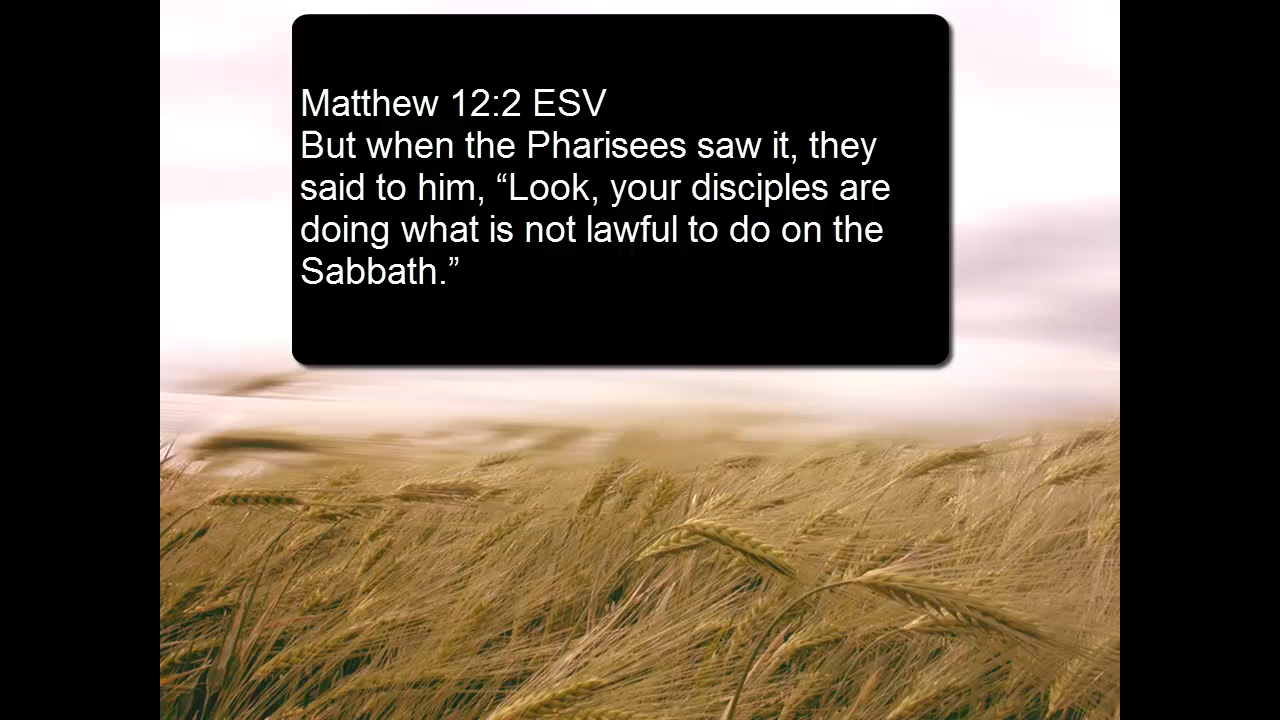 Matthew 12:2 ESV
But when the Pharisees saw it, they
said to him, “Look, your disciples are
doing what is not lawful to do on the
Sabbath.”